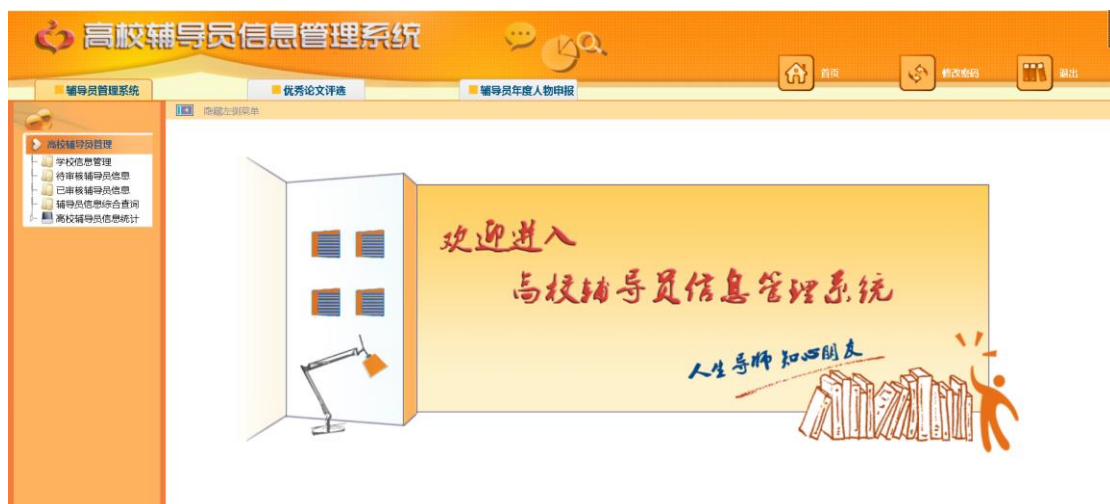 高校辅导员信息管理系统
首页
修改密码
退出
辅导员管理系统
优秀论文评选
辅导员年度人物申报
隐藏左侧菜单
高校辅导员管理
学校信息管理
待审核辅导员信息
已审核辅导员信息
辅导员信息综合查询
高校辅导员信息统计
欢迎进入
高校辅导员信息管理系统
人生导师 知心朋友